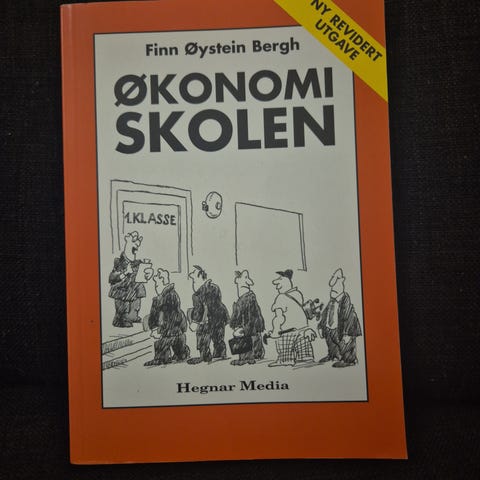 NY REVIDERT
UTGAVE
Finn Øystein Bergh
ØKONOMI
SKOLEN
1.KLASSE
Hegnar Media